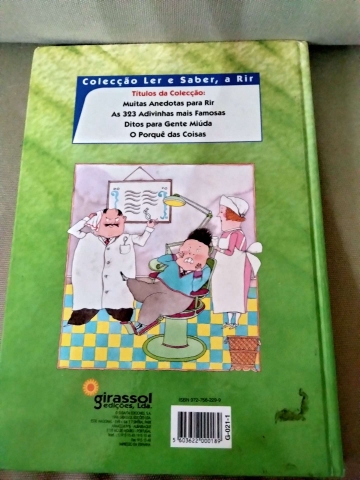 Colecção Ler e Saber, a Rir
Títulos da Colecção:
Muitas Anedotas para Rir
As 323 Adivinhas mais Famosas
Ditos para Gente Miúda
O Porquê das Coisas
girassol
edições, Lda.
5603622000189
G-021-1